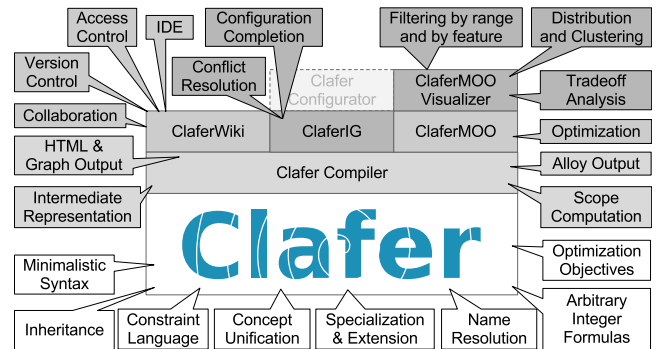 Access
Control
IDE
Configuration
Completion
Filtering by range
and by feature
Distribution
and Clustering
Version
Control
Conflict
Resolution
Clafer
Configurator
ClaferMOO
Visualizer
Tradeoff
Analysis
Collaboration
ClaferWiki
ClaferIG
ClaferMOO
Optimization
HTML &
Graph Output
Clafer Compiler
Alloy Output
Intermediate
Representation
Scope
Computation
Clafer
Minimalistic
Syntax
Optimization
Objectives
Inheritance
Constraint
Language
Concept
Unification
Specialization
& Extension
Name
Resolution
Arbitrary
Integer
Formulas